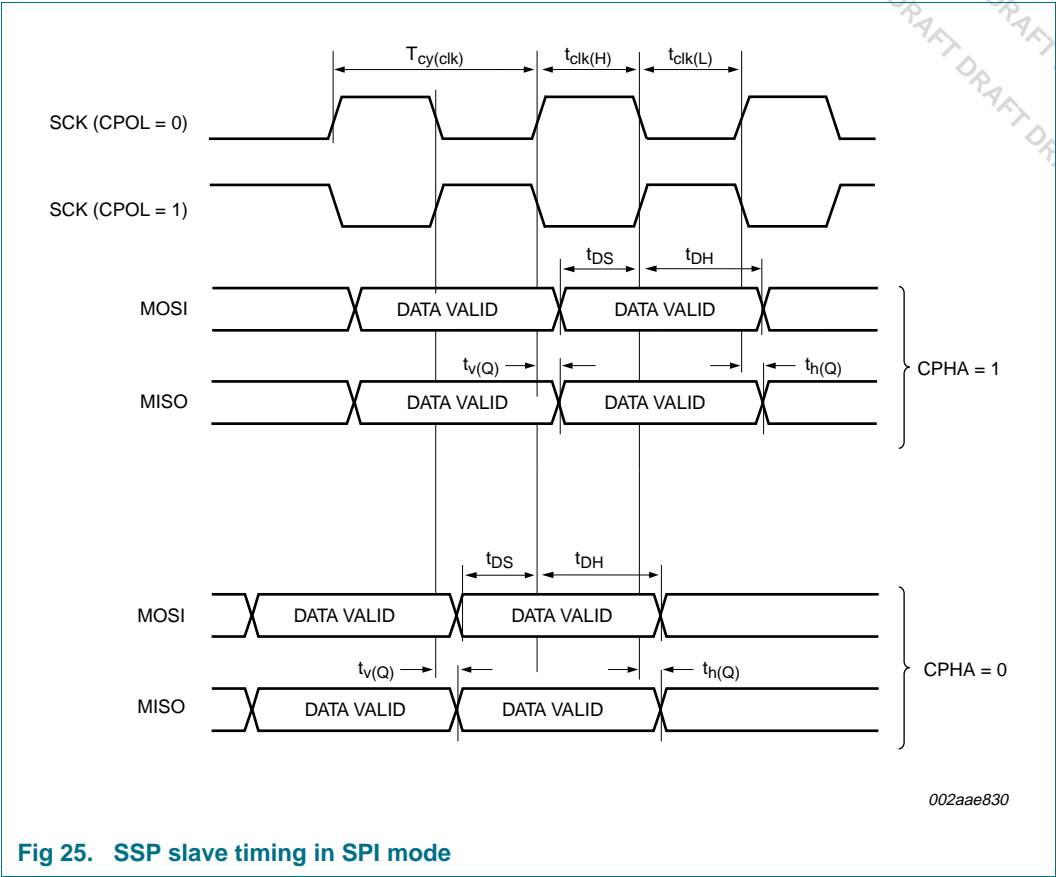 DRAFT DRAFT DRAFT
DRAFT
Tcy(clk) tclk(H) tclk(L)
SCK (CPOL = 0)
SCK (CPOL = 1)
tDS tDH
MOSI DATA VALID DATA VALID
tv(Q) th(Q)
CPHA = 1
MISO DATA VALID DATA VALID
tDS tDH
MOSI DATA VALID DATA VALID
tv(Q) th(Q)
CPHA = 0
MISO DATA VALID DATA VALID
002aae830
Fig 25. SSP slave timing in SPI mode